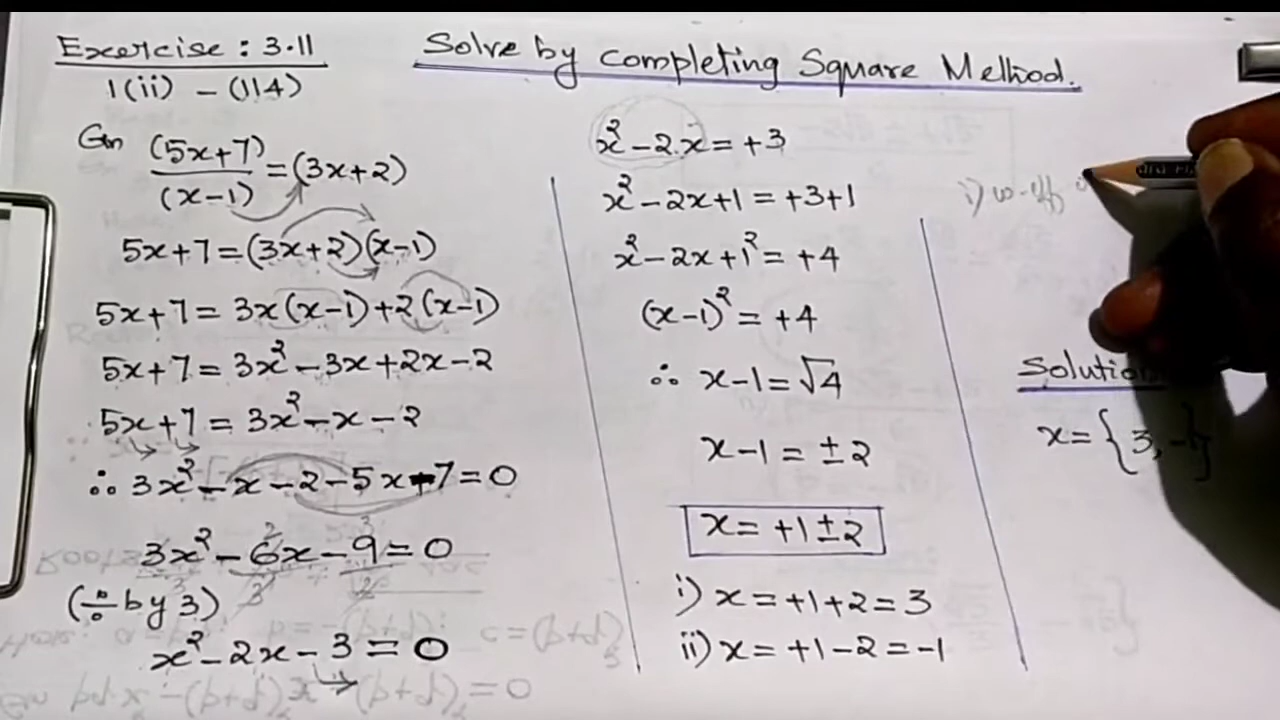 Exercise : 3.11
1(ii) - (114)
Solve by Completing Square Method.
Gn (5x+7)/(x-1) = (3x+2)
5x+7 = (3x+2)(x-1)
5x+7 = 3x(x-1)+2(x-1)
5x+7 = 3x² - 3x + 2x - 2
5x+7 = 3x² - x - 2
∴ 3x² - x - 2 - 5x - 7 = 0
3x² - 6x - 9 = 0
(÷ by 3)
x² - 2x - 3 = 0
x² - 2x = +3
x² - 2x + 1 = +3+1
x² - 2x + 1² = +4
(x-1)² = +4
∴ x-1 = √4
x-1 = ±2
x = +1 ± 2
i) x = +1+2 = 3
ii) x = +1-2 = -1
i)
Solution
x = {3, -1}